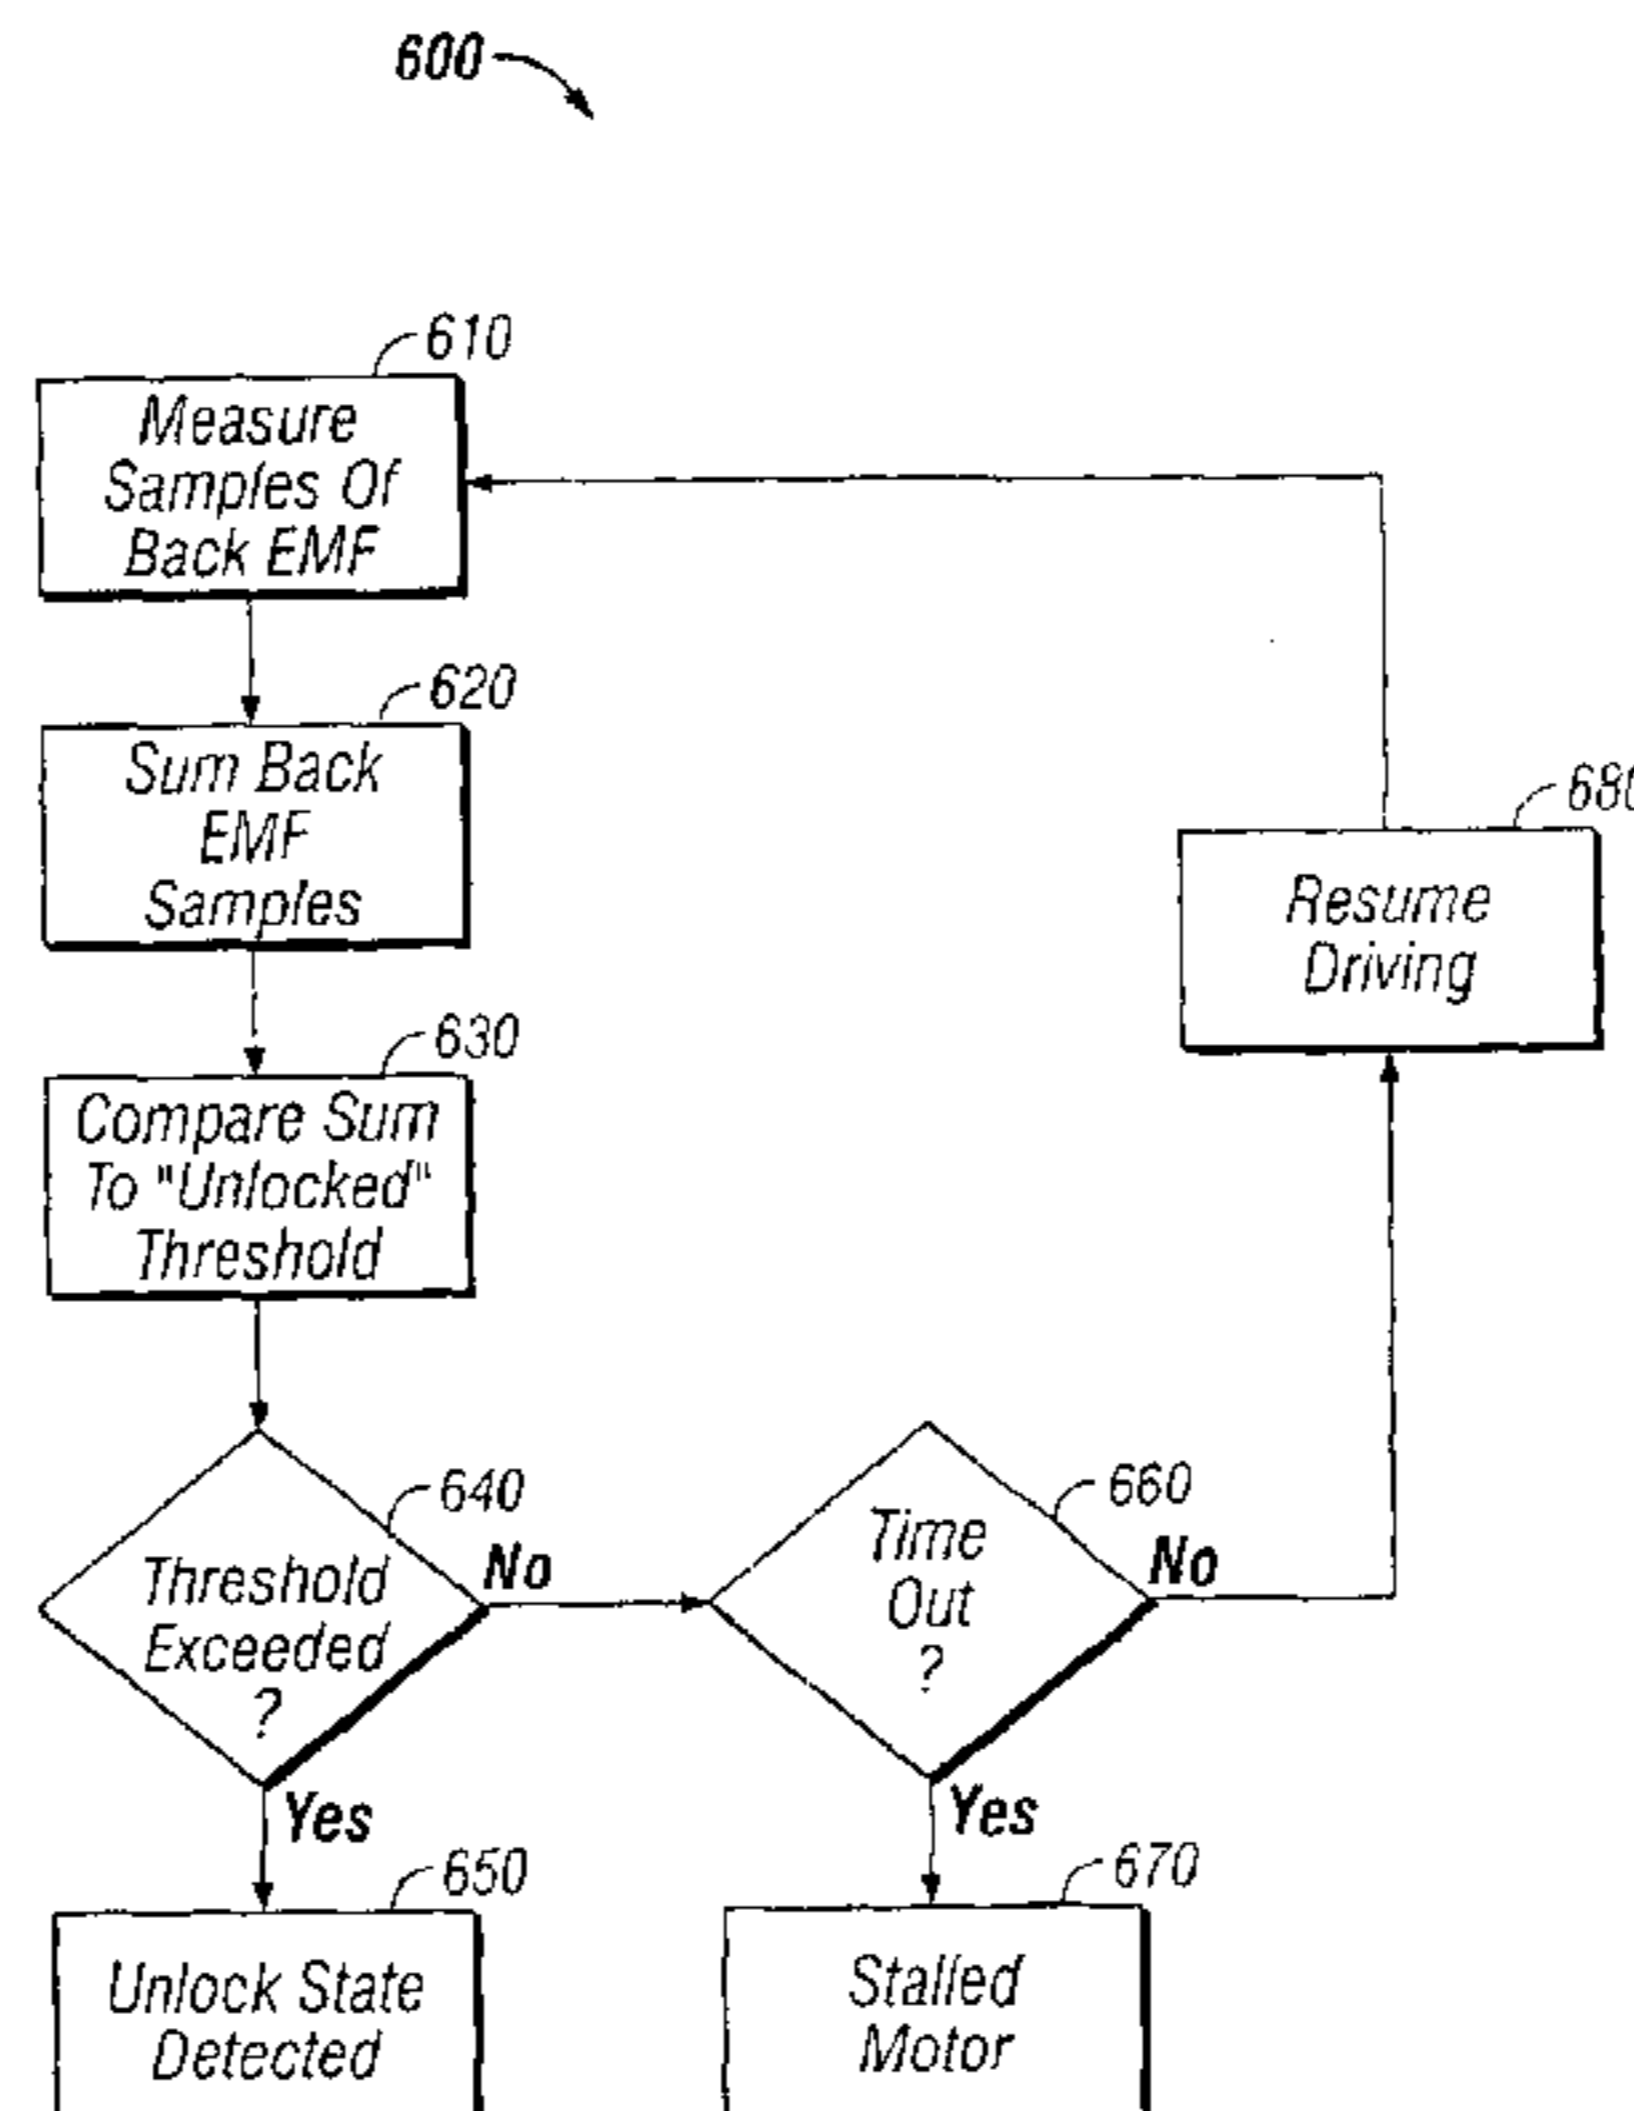 600
610
Measure
Samples Of
Back EMF
620
Sum Back
EMF
Samples
630
Compare Sum
To "Unlocked"
Threshold
640
Threshold
Exceeded
?
No
Yes
650
Unlock State
Detected
660
Time
Out
?
No
Yes
670
Stalled
Motor
680
Resume
Driving